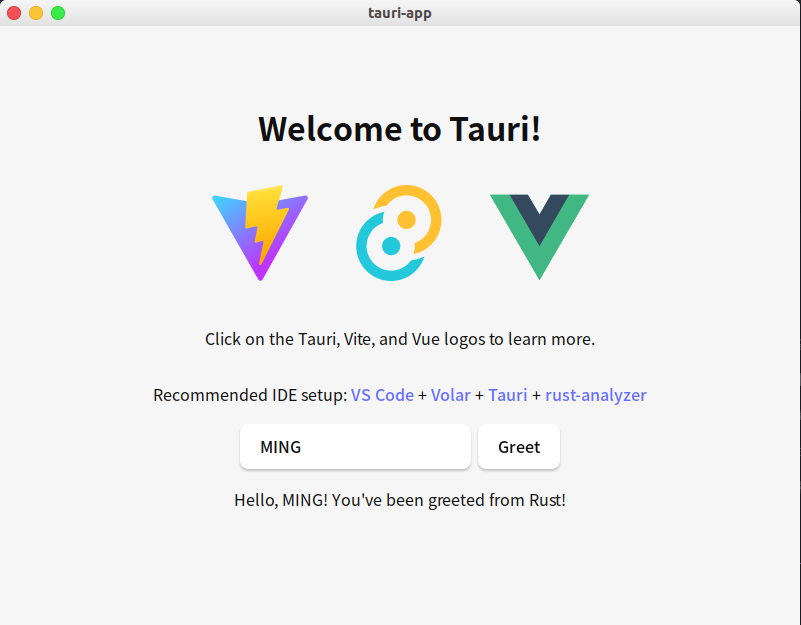 tauri-app
Welcome to Tauri!
Click on the Tauri, Vite, and Vue logos to learn more.
Recommended IDE setup: VS Code + Volar + Tauri + rust-analyzer
MING Greet
Hello, MING! You've been greeted from Rust!